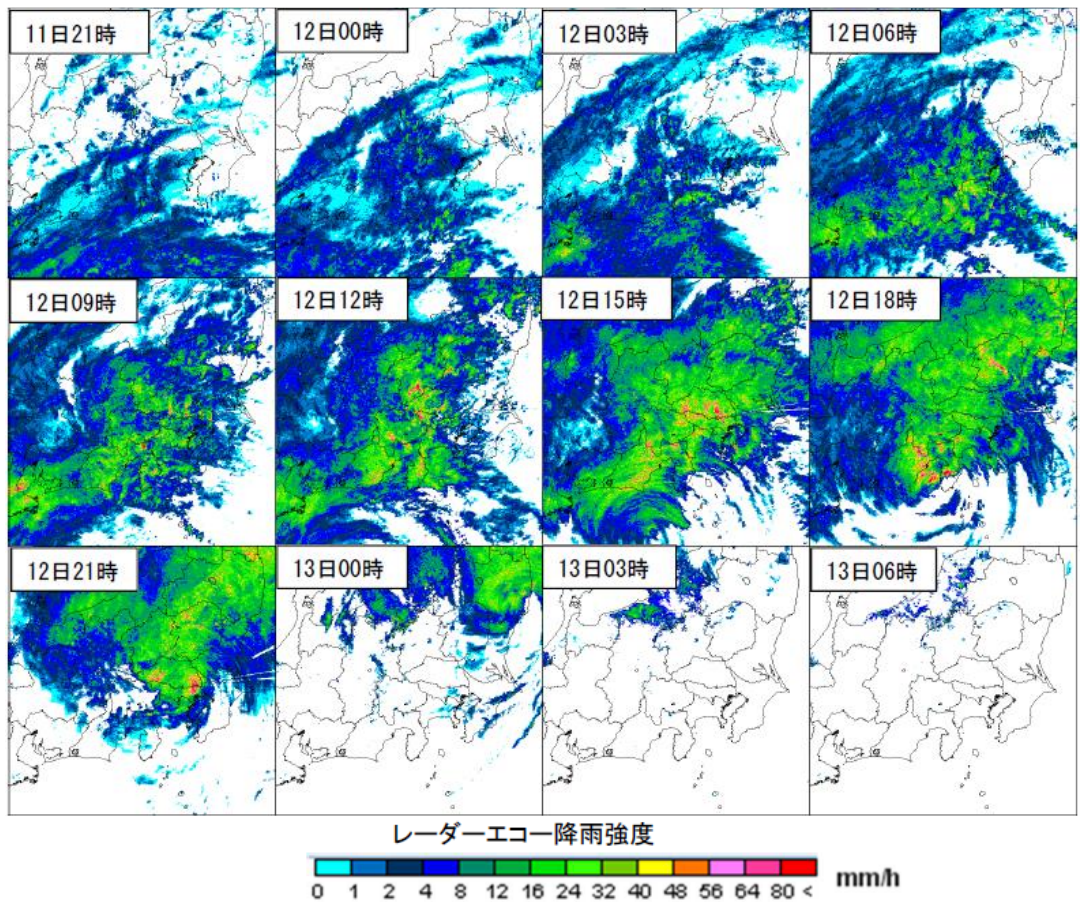 11日21時
12日00時
12日03時
12日06時
12日09時
12日12時
12日15時
12日18時
12日21時
13日00時
13日03時
13日06時
レーダーエコー降雨強度
0 1 2 4 8 12 16 24 32 40 48 56 64 80 < mm/h